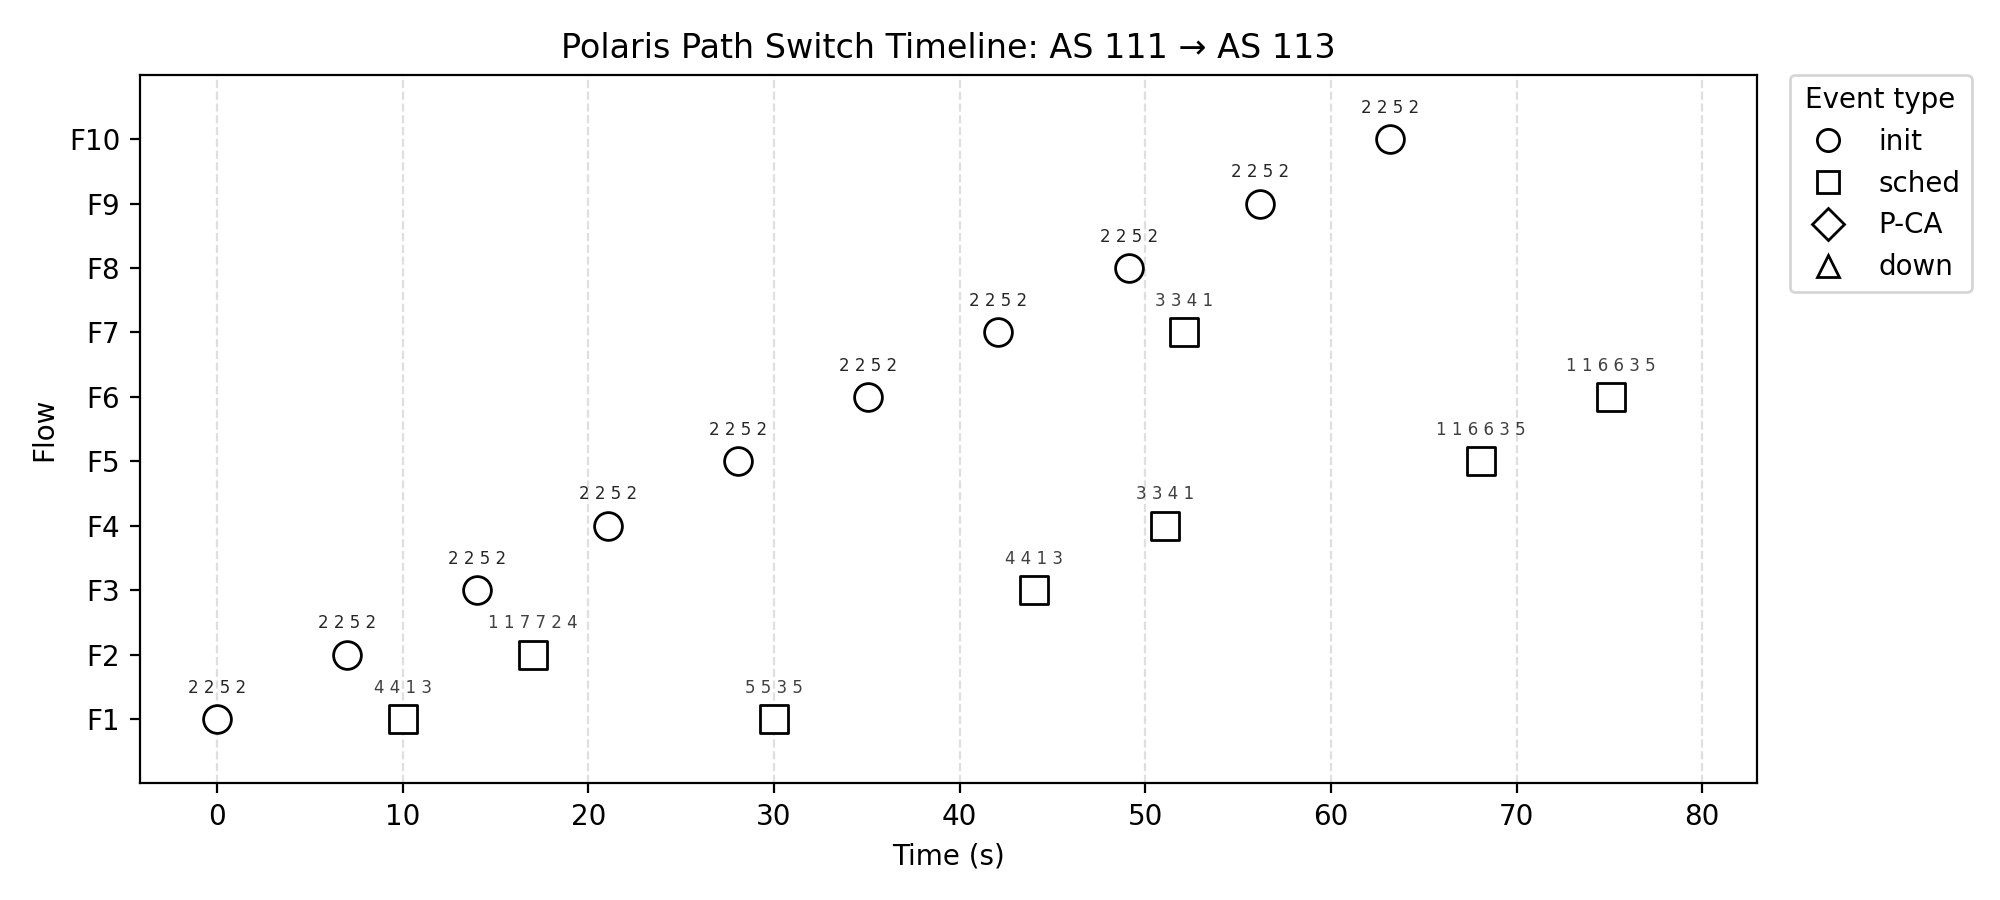 Polaris Path Switch Timeline: AS 111 → AS 113
Event type
init
sched
P-CA
down
Flow
F10
F9
F8
F7
F6
F5
F4
F3
F2
F1
2 2 5 2
2 2 5 2
2 2 5 2
2 2 5 2
3 3 4 1
2 2 5 2
1 1 6 6 3 5
2 2 5 2
1 1 6 6 3 5
2 2 5 2
3 3 4 1
2 2 5 2
4 4 1 3
2 2 5 2
1 1 7 7 2 4
2 2 5 2
4 4 1 3
5 5 3 5
0
10
20
30
40
50
60
70
80
Time (s)